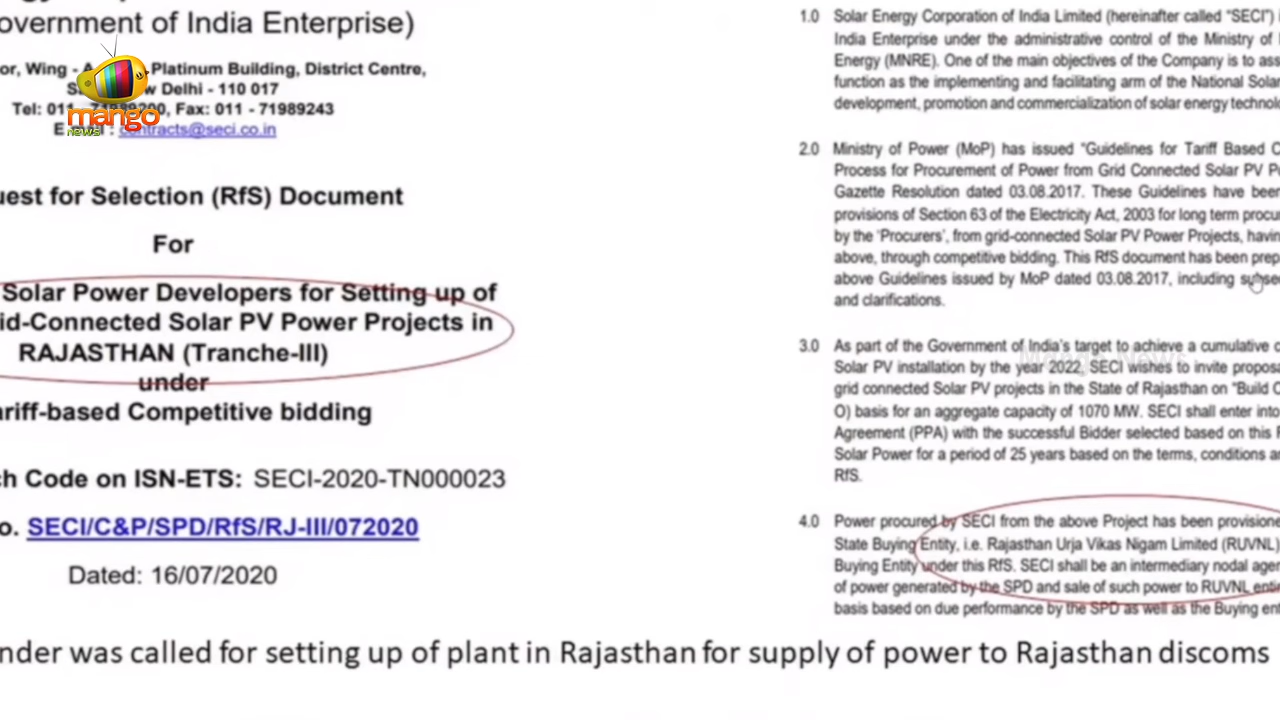 overnment of India Enterprise)
Platinum Building, District Centre,
Delhi - 110 017
Fax: 011 - 71989243
contracts@seci.co.in
mango
news
uest for Selection (RfS) Document
For
Solar Power Developers for Setting up of
id-Connected Solar PV Power Projects in
RAJASTHAN (Tranche-III)
under
ariff-based Competitive bidding
ch Code on ISN-ETS: SECI-2020-TN000023
o. SECI/C&P/SPD/RfS/RJ-III/072020
Dated: 16/07/2020
1.0 Solar Energy Corporation of India Limited (hereinafter called “SECI”)
India Enterprise under the administrative control of the Ministry of
Energy (MNRE). One of the main objectives of the Company is to ass
function as the implementing and facilitating arm of the National Solar
development, promotion and commercialization of solar energy technolo
2.0 Ministry of Power (MoP) has issued “Guidelines for Tariff Based C
Process for Procurement of Power from Grid Connected Solar PV Po
Gazette Resolution dated 03.08.2017. These Guidelines have been
provisions of Section 63 of the Electricity Act, 2003 for long term procu
by the ‘Procurers’, from grid-connected Solar PV Power Projects, havin
above, through competitive bidding. This RfS document has been prep
above Guidelines issued by MoP dated 03.08.2017, including subse
and clarifications.
3.0 As part of the Government of India’s target to achieve a cumulative c
Solar PV installation by the year 2022, SECI wishes to invite proposa
grid connected Solar PV projects in the State of Rajasthan on “Build O
O) basis for an aggregate capacity of 1070 MW. SECI shall enter into
Agreement (PPA) with the successful Bidder selected based on this R
Solar Power for a period of 25 years based on the terms, conditions a
RfS.
Mango News
4.0 Power procured by SECI from the above Project has been provisione
State Buying Entity, i.e. Rajasthan Urja Vikas Nigam Limited (RUVNL)
Buying Entity under this RfS. SECI shall be an intermediary nodal agen
of power generated by the SPD and sale of such power to RUVNL enti
basis based on due performance by the SPD as well as the Buying ent
nder was called for setting up of plant in Rajasthan for supply of power to Rajasthan discoms